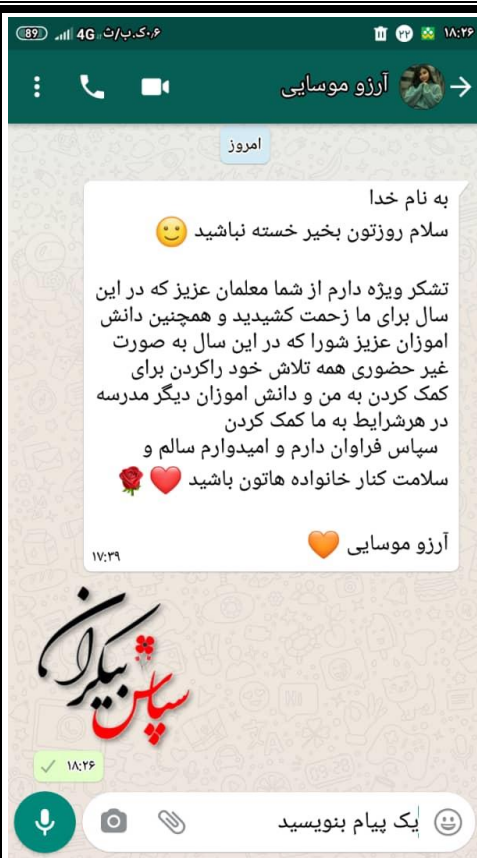 ۰٫۶ک.ب/ث 4G 89
۲۲ ۱۸:۲۶
آرزو موسایی
امروز
به نام خدا
سلام روزتون بخیر خسته نباشید 🙂
تشکر ویژه دارم از شما معلمان عزیز که در این
سال برای ما زحمت کشیدید و همچنین دانش
اموزان عزیز شورا که در این سال به صورت
غیر حضوری همه تلاش خود راکردن برای
کمک کردن به من و دانش اموزان دیگر مدرسه
در هرشرایط به ما کمک کردن
سپاس فراوان دارم و امیدوارم سالم و
سلامت کنار خانواده هاتون باشید ❤️🌹
آرزو موسایی 🧡
۱۷:۳۹
سپاس بیکران
۱۸:۲۶
یک پیام بنویسید